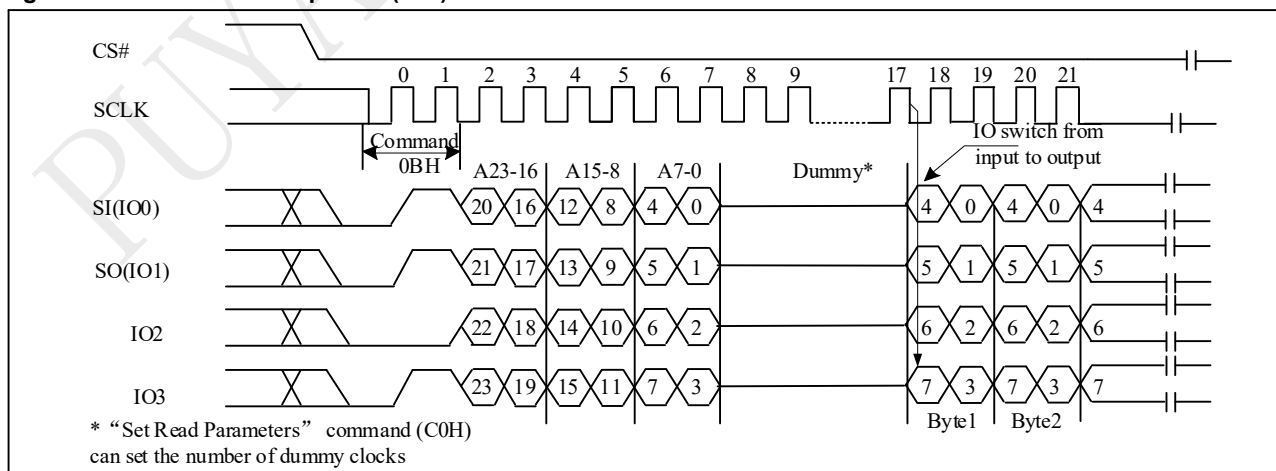 PUYA
CS#
0 1 2 3 4 5 6 7 8 9 17 18 19 20 21
SCLK
Command
0BH
IO switch from
input to output
A23-16 A15-8 A7-0 Dummy*
SI(IO0) 20 16 12 8 4 0 4 0 4 0 4
SO(IO1) 21 17 13 9 5 1 5 1 5 1 5
IO2 22 18 14 10 6 2 6 2 6 2 6
IO3 23 19 15 11 7 3 7 3 7 3 7
Byte1 Byte2
* “Set Read Parameters” command (C0H)
can set the number of dummy clocks